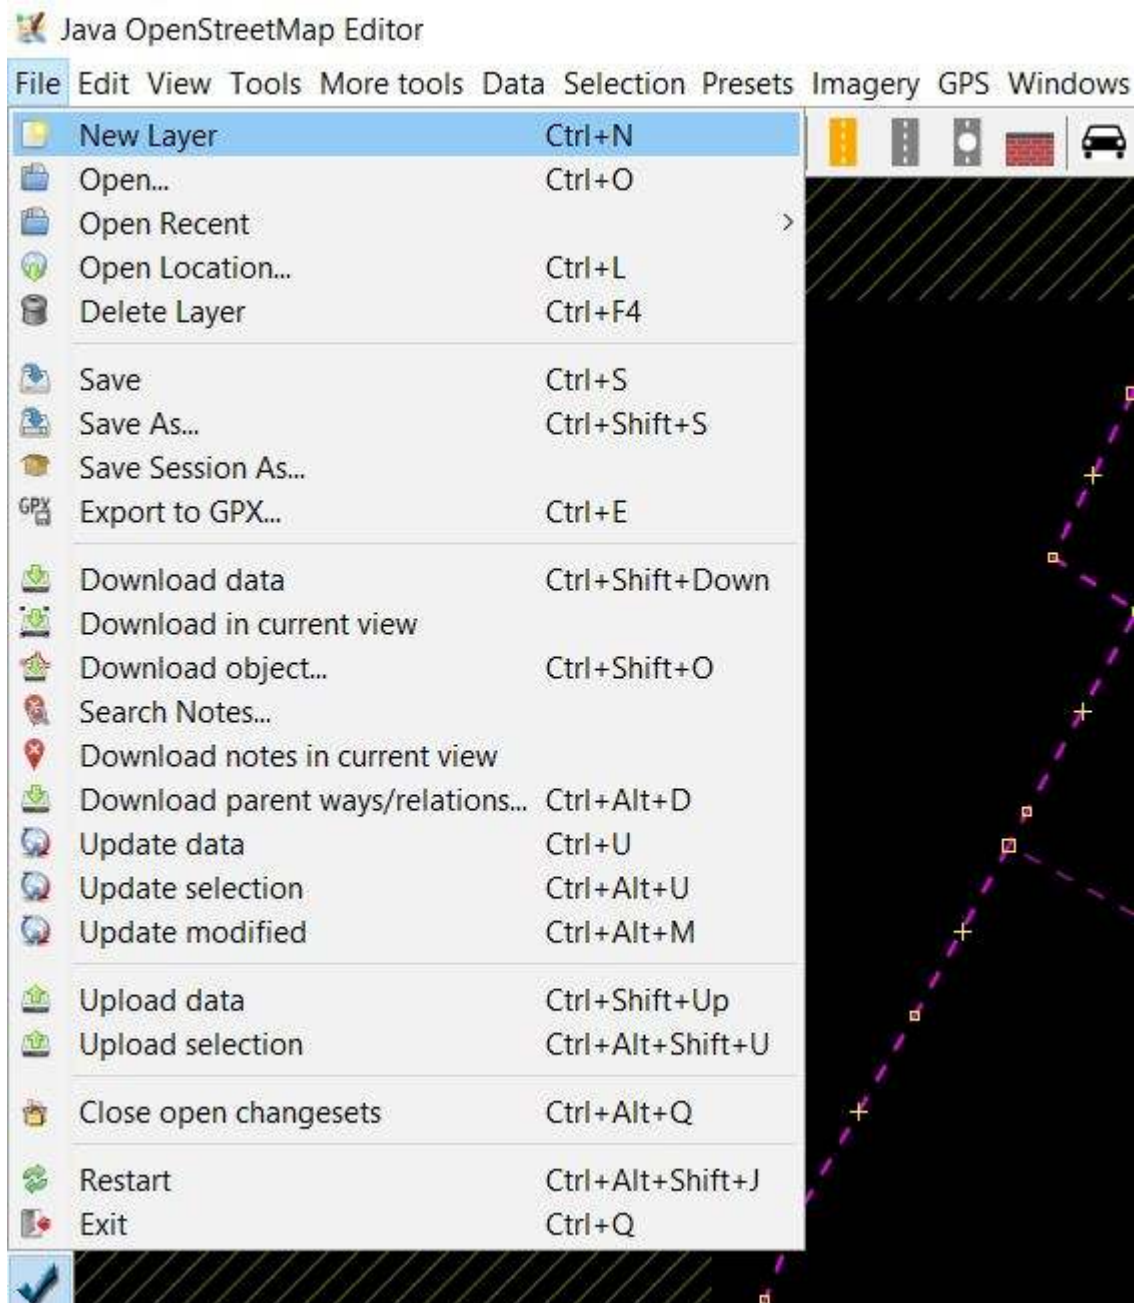 Java OpenStreetMap Editor
File Edit View Tools More tools Data Selection Presets Imagery GPS Windows
New Layer Ctrl+N
Open... Ctrl+O
Open Recent >
Open Location... Ctrl+L
Delete Layer Ctrl+F4
Save Ctrl+S
Save As... Ctrl+Shift+S
Save Session As...
GPX Export to GPX... Ctrl+E
Download data Ctrl+Shift+Down
Download in current view
Download object... Ctrl+Shift+O
Search Notes...
Download notes in current view
Download parent ways/relations... Ctrl+Alt+D
Update data Ctrl+U
Update selection Ctrl+Alt+U
Update modified Ctrl+Alt+M
Upload data Ctrl+Shift+Up
Upload selection Ctrl+Alt+Shift+U
Close open changesets Ctrl+Alt+Q
Restart Ctrl+Alt+Shift+J
Exit Ctrl+Q